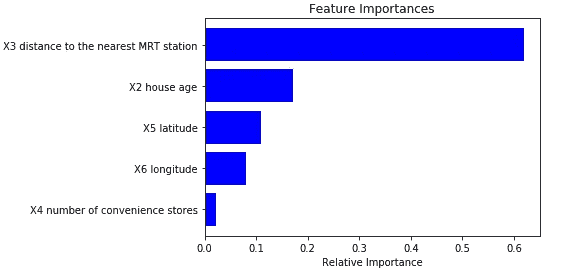 Feature Importances
X3 distance to the nearest MRT station
X2 house age
X5 latitude
X6 longitude
X4 number of convenience stores
0.0 0.1 0.2 0.3 0.4 0.5 0.6
Relative Importance